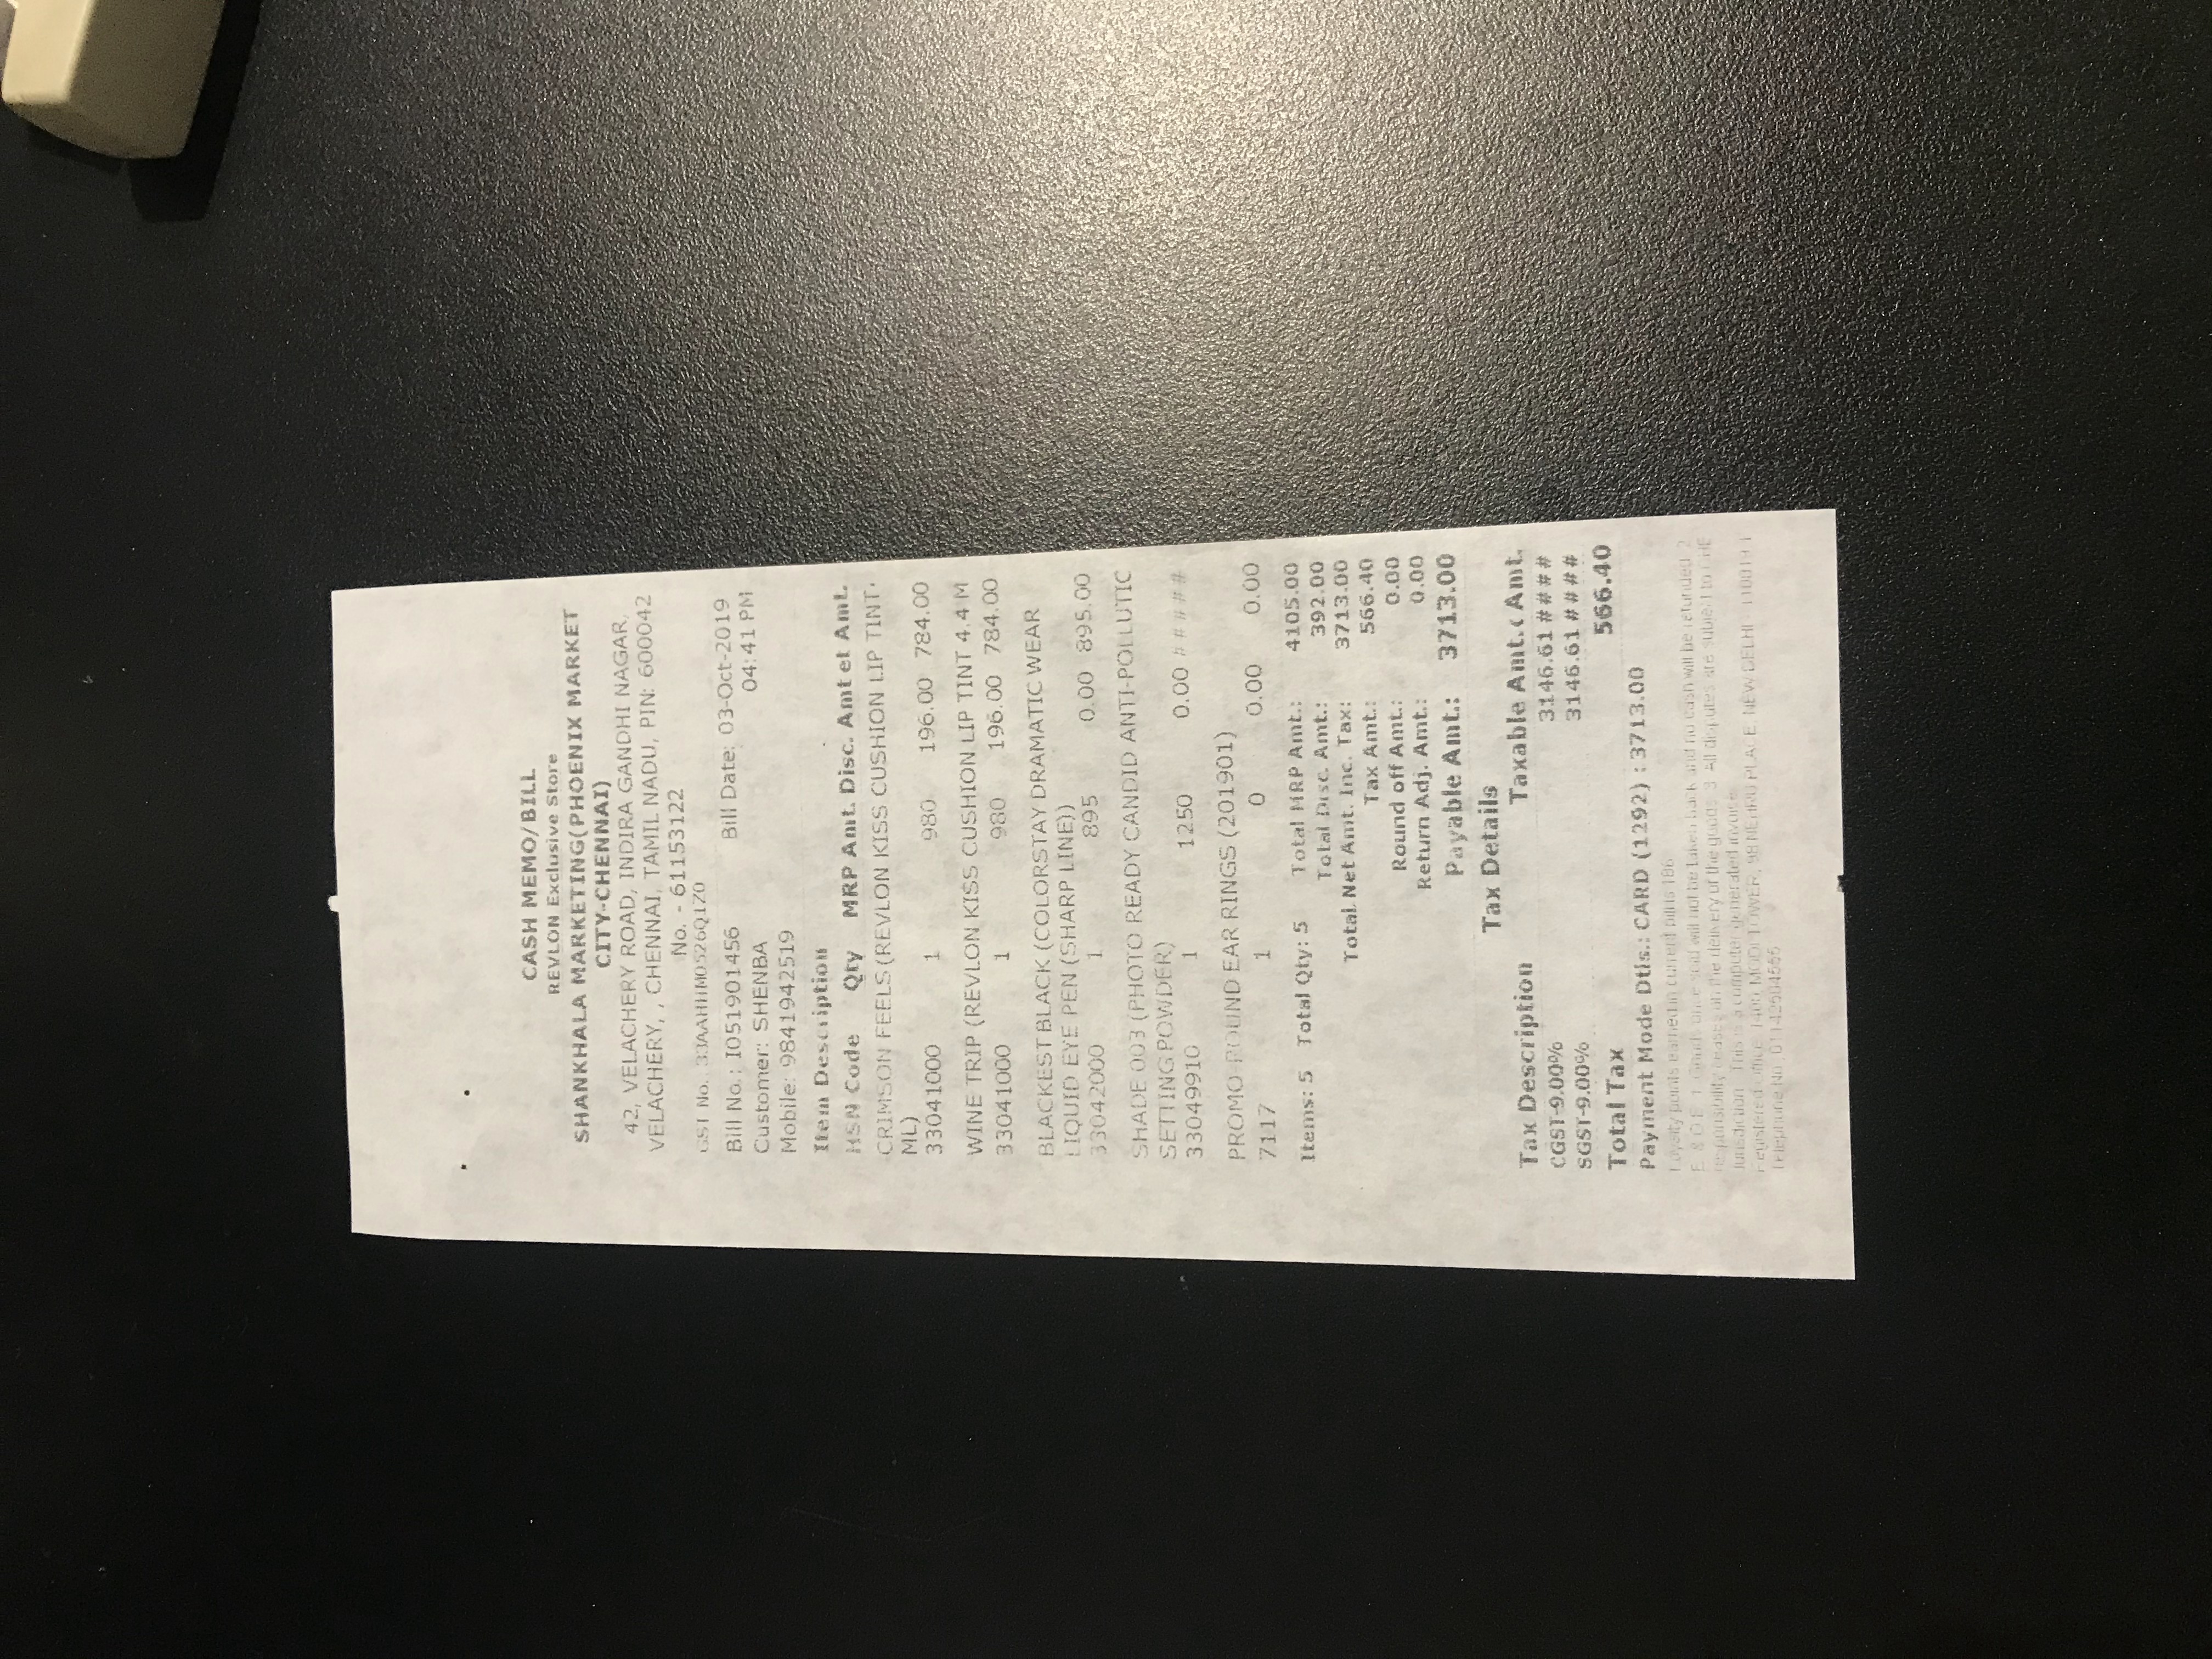 CASH MEMO/BILL
REVLON Exclusive Store
SHANKHALA MARKETING(PHOENIX MARKET
CITY-CHENNAI)
42, VELACHERY ROAD, INDIRA GANDHI NAGAR,
VELACHERY, , CHENNAI, TAMIL NADU, PIN: 600042
No. - 61153122
GST No.: 33AAHHM0526Q1Z0
Bill No.: I051901456 Bill Date: 03-Oct-2019
04:41 PM
Customer: SHENBA
Mobile: 9841942519
Item Description
HSN Code Qty MRP Amt. Disc. Amt et Amt.
CRIMSON FEELS (REVLON KISS CUSHION LIP TINT
ML)
33041000 1 980 196.00 784.00
WINE TRIP (REVLON KISS CUSHION LIP TINT 4.4 M
33041000 1 980 196.00 784.00
BLACKEST BLACK (COLORSTAY DRAMATIC WEAR
LIQUID EYE PEN (SHARP LINE))
33042000 1 895 0.00 895.00
SHADE 003 (PHOTO READY CANDID ANTI-POLLUTIC
SETTING POWDER)
33049910 1 1250 0.00 #####
PROMO-ROUND EAR RINGS (201901)
7117 1 0 0.00 0.00
Items: 5 Total Qty: 5 Total MRP Amt.: 4105.00
Total Disc. Amt.: 392.00
Total Net Amt. Inc. Tax: 3713.00
Tax Amt.: 566.40
Round off Amt.: 0.00
Return Adj. Amt.: 0.00
Payable Amt.: 3713.00
Tax Details
Tax Description Taxable Amt. Amt.
CGST-9.00% 3146.61 ####
SGST-9.00% 3146.61 ####
Total Tax 566.40
Payment Mode Dtls.: CARD (1292) : 3713.00
Loyalty points earned in current bill is 186
E. & O.E. 1. Goods once sold will not be taken back and no cash will be refunded. 2.
responsibility ceases on the delivery of the goods. 3. All disputes are subject to CHE
Jurisdiction. This is a computer generated invoice
Registered Office: 1400, MODI TOWER, 98 NEHRU PLACE, NEW DELHI -
Telephone No.